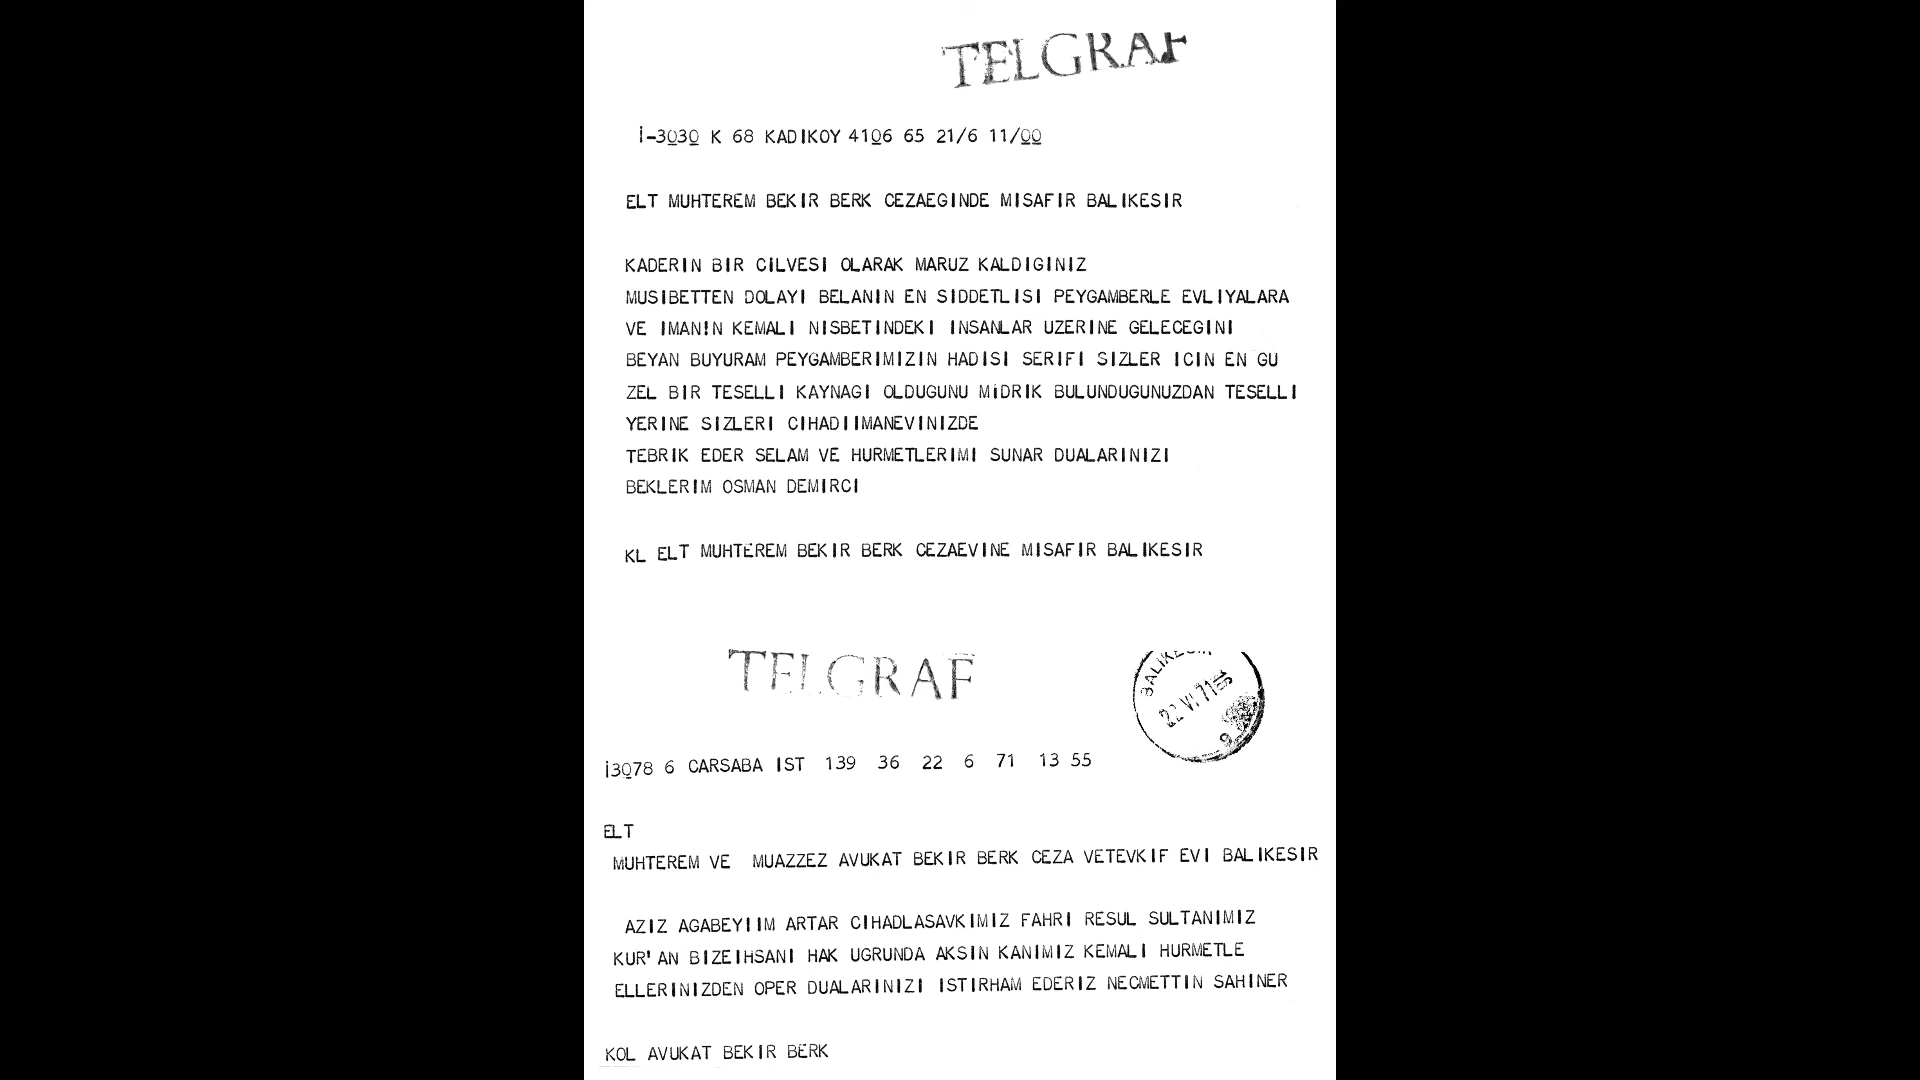 TELGRAF
İ-3030 K 68 KADIKOY 4106 65 21/6 11/00
ELT MUHTEREM BEKIR BERK CEZAEGINDE MISAFIR BALIKESIR
KADERIN BIR CILVESI OLARAK MARUZ KALDIGINIZ
MUSIBETTEN DOLAYI BELANIN EN SIDDETLISI PEYGAMBERLE EVLIYALARA
VE IMANIN KEMALI NISBETINDEKI INSANLAR UZERINE GELECEGINI
BEYAN BUYURAM PEYGAMBERIMIZIN HADISI SERIFI SIZLER ICIN EN GU
ZEL BIR TESELLI KAYNAGI OLDUGUNU MIDRIK BULUNDUGUNUZDAN TESELLI
YERINE SIZLERI CIHADIIMANEVINIZDE
TEBRIK EDER SELAM VE HURMETLERIMI SUNAR DUALARINIZI
BEKLERIM OSMAN DEMIRCI
KL ELT MUHTEREM BEKIR BERK CEZAEVINE MISAFIR BALIKESIR
TELGRAF
BALIKESIR
22 VI 71
9
İ3078 6 CARSABA IST 139 36 22 6 71 13 55
ELT
MUHTEREM VE MUAZZEZ AVUKAT BEKIR BERK CEZA VETEVKIF EVI BALIKESIR
AZIZ AGABEYIIM ARTAR CIHADLASAVKIMIZ FAHRI RESUL SULTANIMIZ
KUR'AN BIZEIHSANI HAK UGRUNDA AKSIN KANIMIZ KEMALI HURMETLE
ELLERINIZDEN OPER DUALARINIZI ISTIRHAM EDERIZ NECMETTIN SAHINER
KOL AVUKAT BEKIR BERK